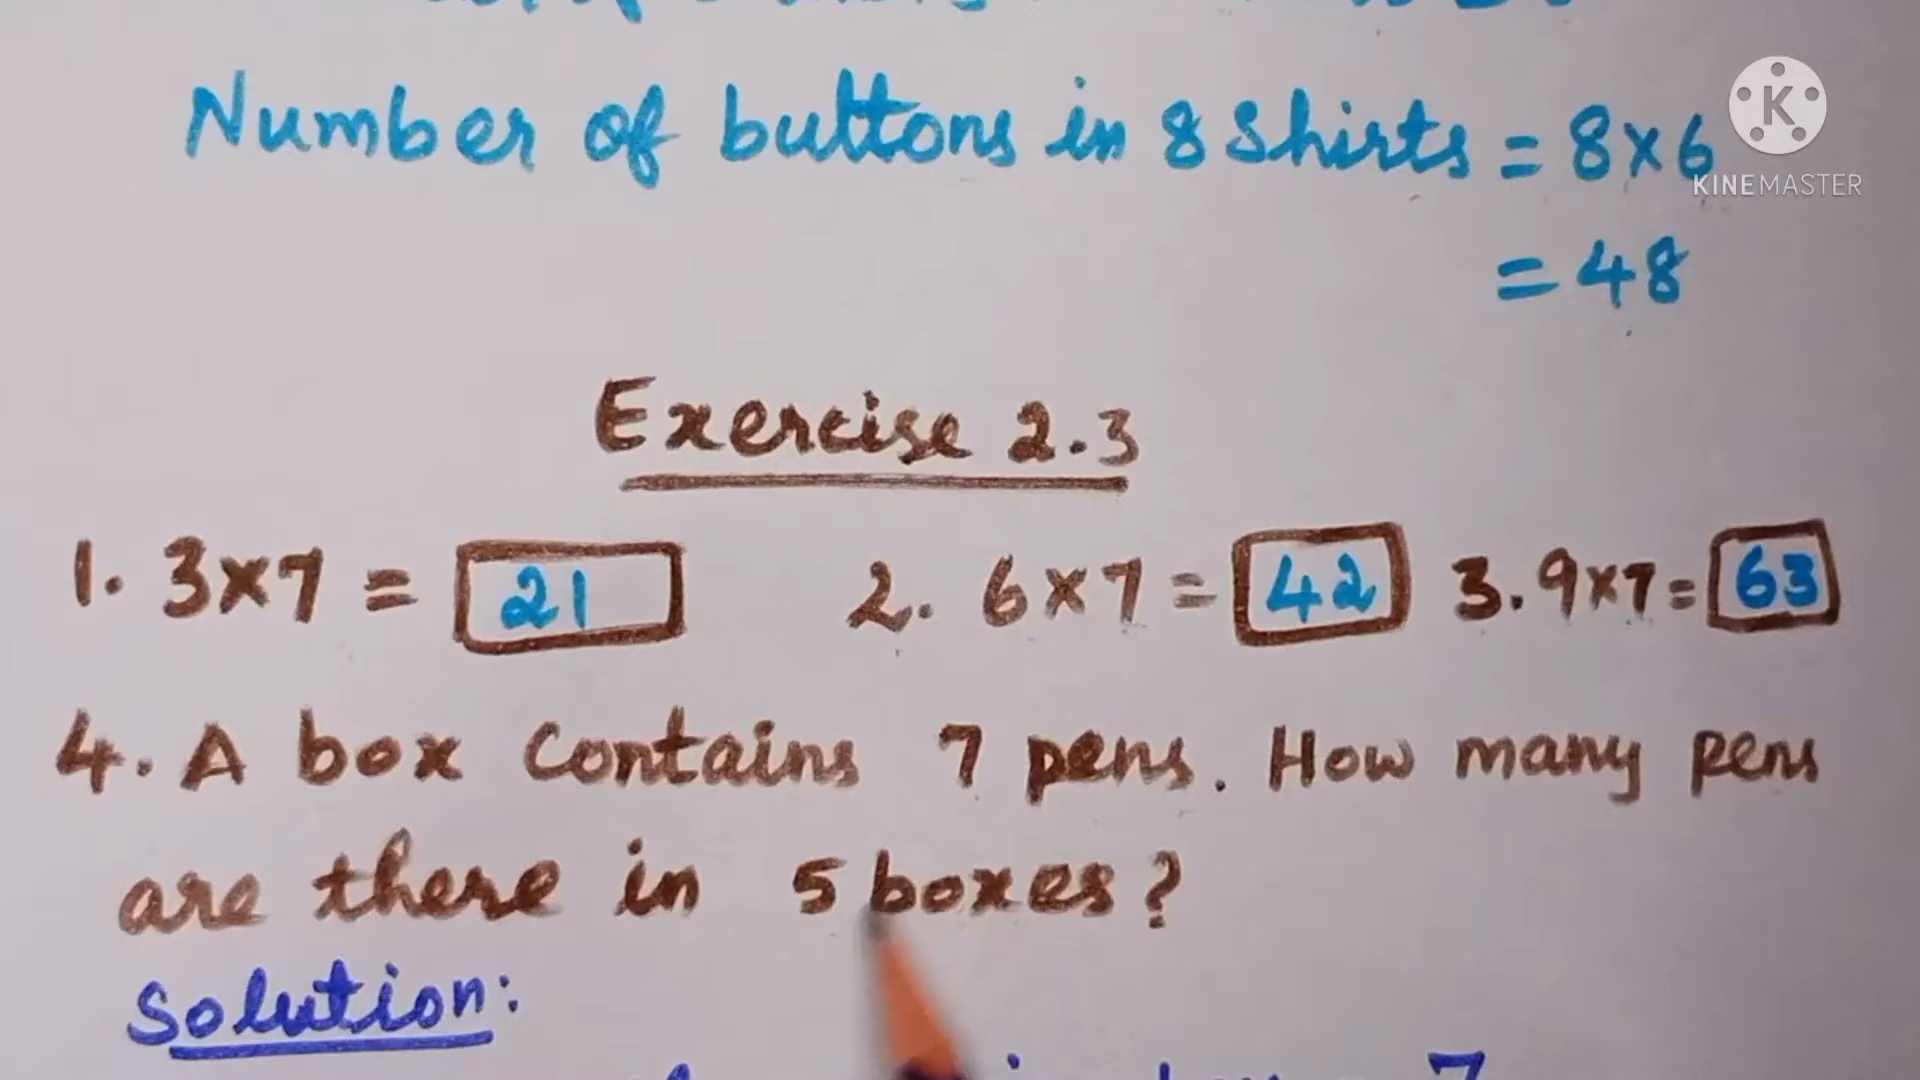 Number of buttons in 8 Shirts = 8×6
= 48
K
KINEMASTER
Exercise 2.3
1. 3×7 = 21 2. 6×7 = 42 3. 9×7 = 63
4. A box Contains 7 pens. How many pens
are there in 5 boxes?
Solution:
7